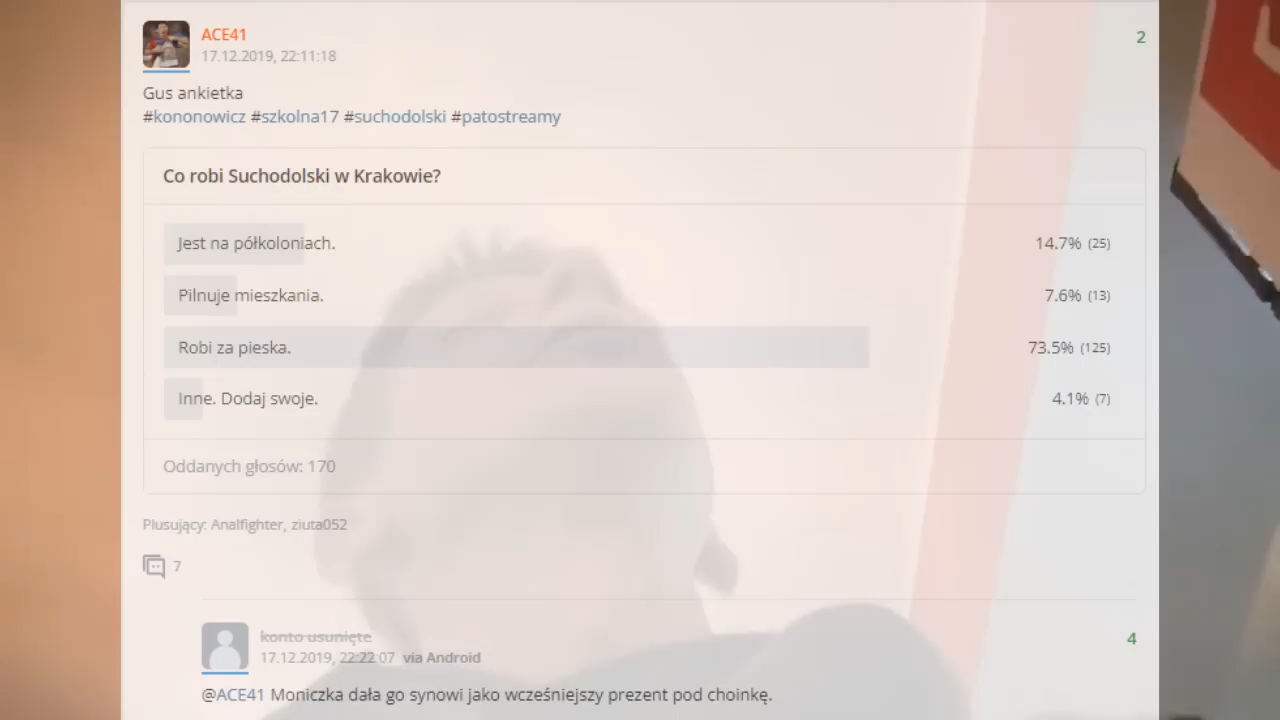 ACE41
2
17.12.2019, 22:11:18
Gus ankietka
#kononowicz #szkolna17 #suchodolski #patostreamy
Co robi Suchodolski w Krakowie?
Jest na półkoloniach. 14.7% (25)
Pilnuje mieszkania. 7.6% (13)
Robi za pieska. 73.5% (125)
Inne. Dodaj swoje. 4.1% (7)
Oddanych głosów: 170
Plusujący: Analfighter, ziuta052
7
konto usunięte
4
17.12.2019, 22:22:07 via Android
@ACE41 Moniczka dała go synowi jako wcześniejszy prezent pod choinkę.